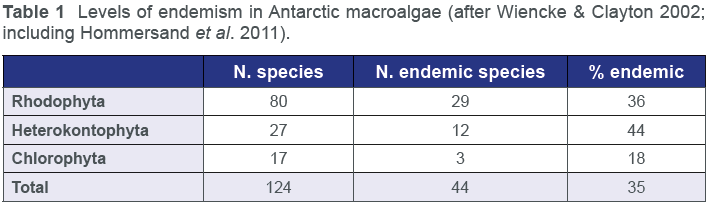 Table 1 Levels of endemism in Antarctic macroalgae (after Wiencke & Clayton 2002;
including Hommersand et al. 2011).
N. species N. endemic species % endemic
Rhodophyta 80 29 36
Heterokontophyta 27 12 44
Chlorophyta 17 3 18
Total 124 44 35